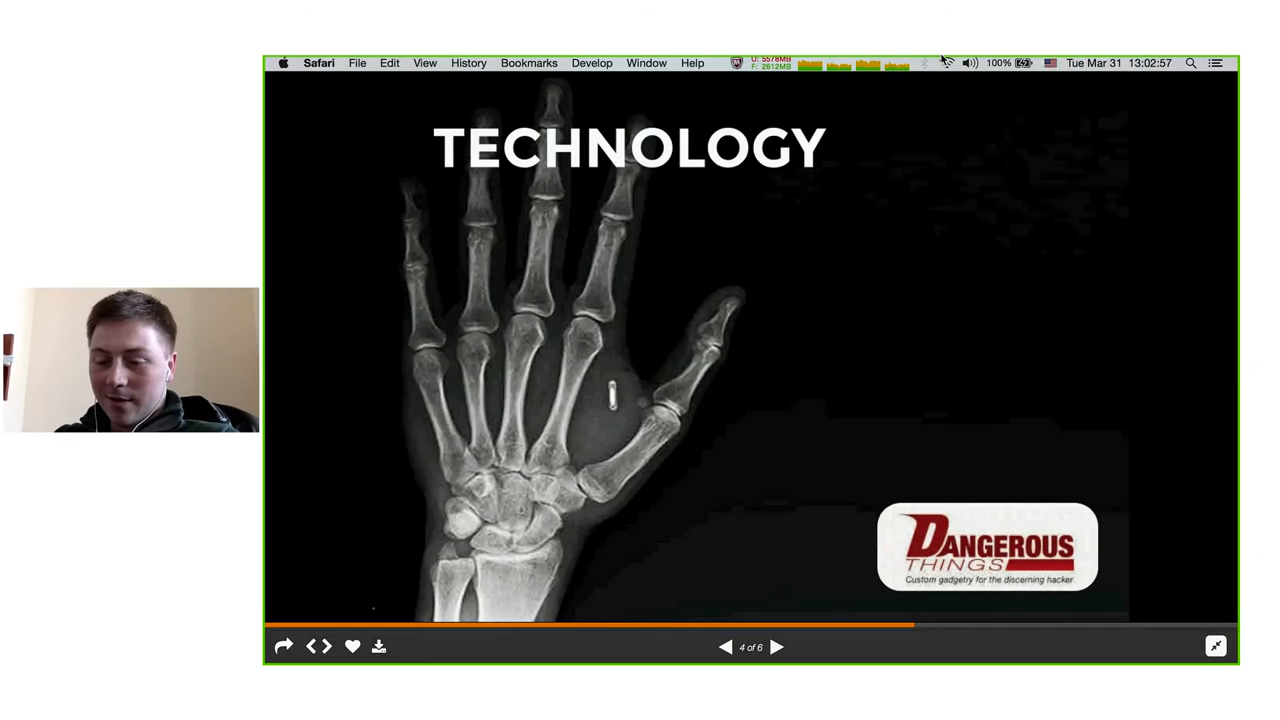 Safari File Edit View History Bookmarks Develop Window Help U: 5578MB 100% Tue Mar 31 13:02:57
F: 2612MB
TECHNOLOGY
DANGEROUS
THINGS
Custom gadgetry for the discerning hacker
4 of 6